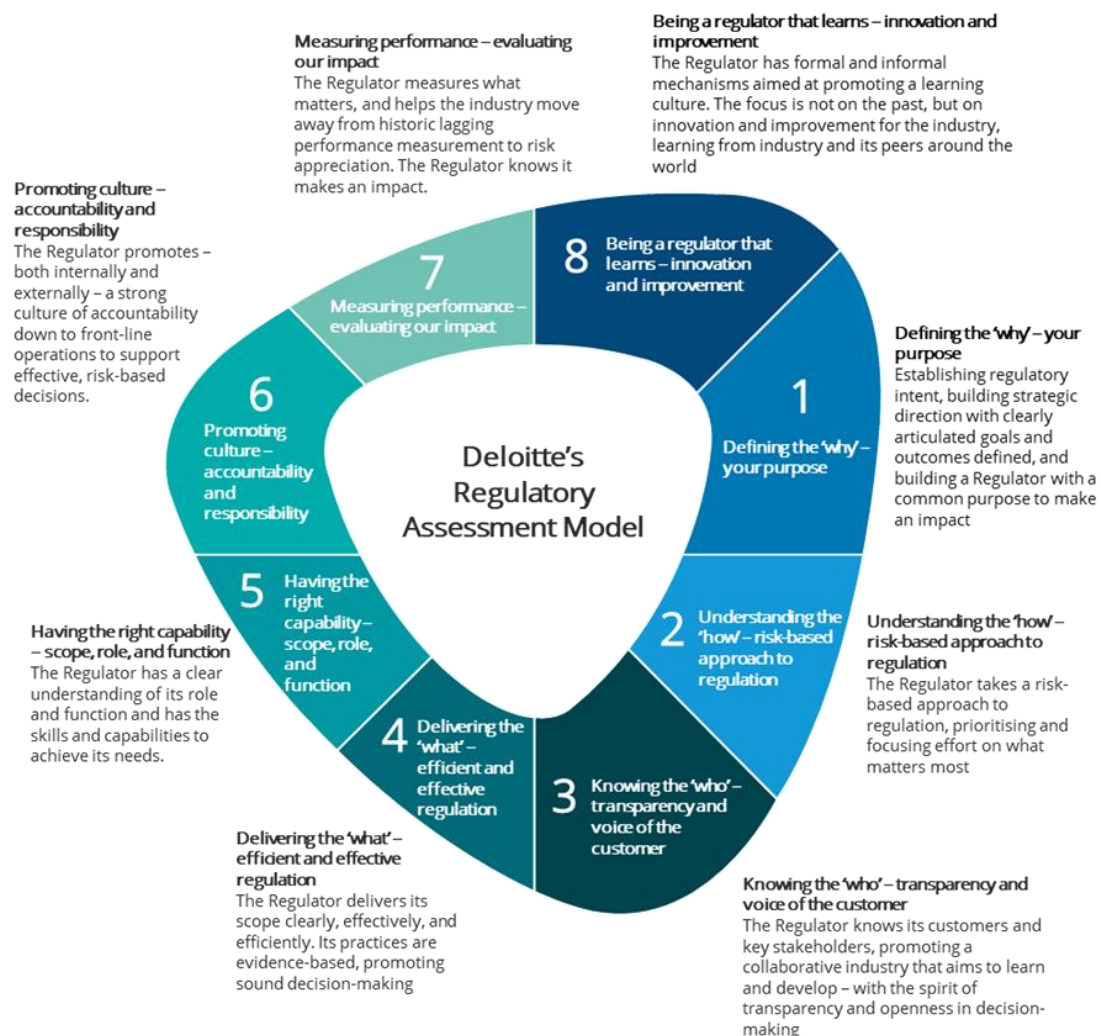 Being a regulator that learns – innovation and
improvement
The Regulator has formal and informal
mechanisms aimed at promoting a learning
culture. The focus is not on the past, but on
innovation and improvement for the industry,
learning from industry and its peers around the
world
Measuring performance – evaluating
our impact
The Regulator measures what
matters, and helps the industry move
away from historic lagging
performance measurement to risk
appreciation. The Regulator knows it
makes an impact.
Promoting culture –
accountability and
responsibility
The Regulator promotes –
both internally and
externally – a strong
culture of accountability
down to front-line
operations to support
effective, risk-based
decisions.
8
Being a regulator that
learns – innovation
and improvement
7
Measuring performance –
evaluating our impact
Defining the ‘why’ – your
purpose
Establishing regulatory
intent, building strategic
direction with clearly
articulated goals and
outcomes defined, and
building a Regulator with a
common purpose to make
an impact
1
Defining the ‘why’ –
your purpose
6
Promoting
culture –
accountability
and
responsibility
Deloitte’s
Regulatory
Assessment Model
5
Having the
right
capability –
scope, role,
and
function
2
Understanding the
‘how’ – risk-based
approach to
regulation
Having the right capability
– scope, role, and function
The Regulator has a clear
understanding of its role
and function and has the
skills and capabilities to
achieve its needs.
Understanding the ‘how’ –
risk-based approach to
regulation
The Regulator takes a risk-
based approach to
regulation, prioritising and
focusing effort on what
matters most
4
Delivering the
‘what’ –
efficient and
effective
regulation
3
Knowing the ‘who’ –
transparency and
voice of the
customer
Delivering the ‘what’ –
efficient and effective
regulation
The Regulator delivers its
scope clearly, effectively, and
efficiently. Its practices are
evidence-based, promoting
sound decision-making
Knowing the ‘who’ – transparency and
voice of the customer
The Regulator knows its customers and
key stakeholders, promoting a
collaborative industry that aims to learn
and develop – with the spirit of
transparency and openness in decision-
making